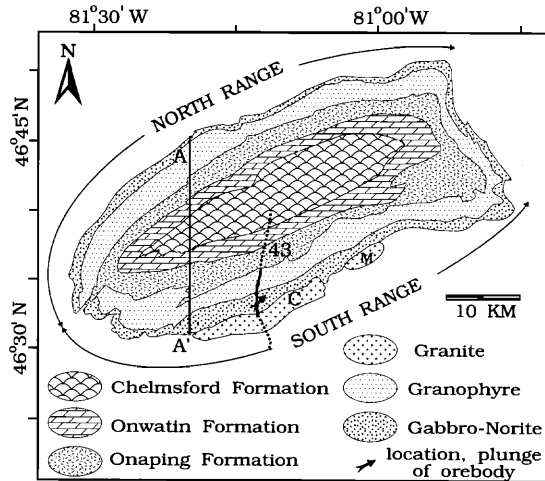 81°30' W
81°00' W
N
NORTH RANGE
46°45' N
A
43
M
C
A'
46°30' N
SOUTH RANGE
10 KM
Granite
Chelmsford Formation
Granophyre
Onwatin Formation
Gabbro-Norite
Onaping Formation
location, plunge
of orebody